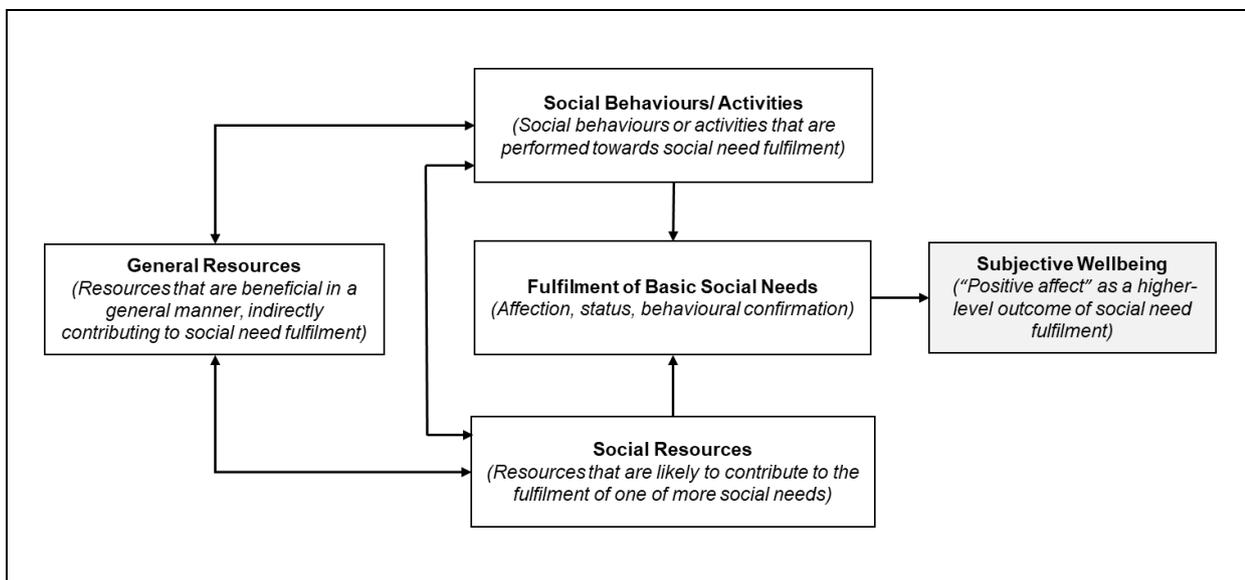 Social Behaviours/ Activities
(Social behaviours or activities that are
performed towards social need fulfilment)
General Resources
(Resources that are beneficial in a
general manner, indirectly
contributing to social need fulfilment)
Fulfilment of Basic Social Needs
(Affection, status, behavioural confirmation)
Subjective Wellbeing
(“Positive affect” as a higher-
level outcome of social need
fulfilment)
Social Resources
(Resources that are likely to contribute to the
fulfilment of one of more social needs)